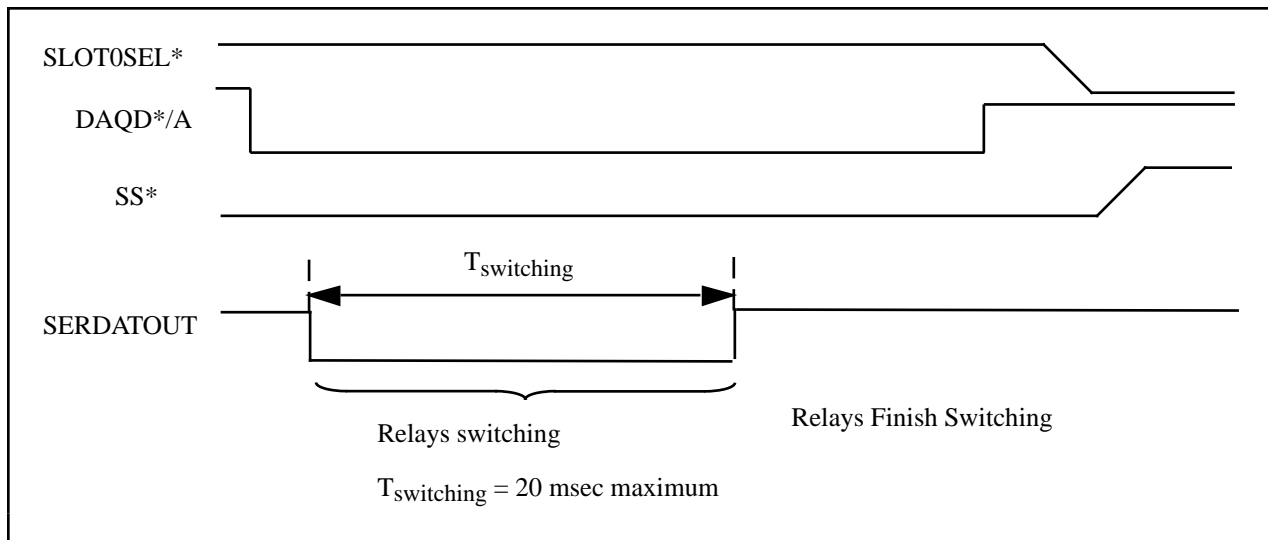 SLOT0SEL*
DAQD*/A
SS*
Tswitching
SERDATOUT
Relays switching
Relays Finish Switching
Tswitching = 20 msec maximum